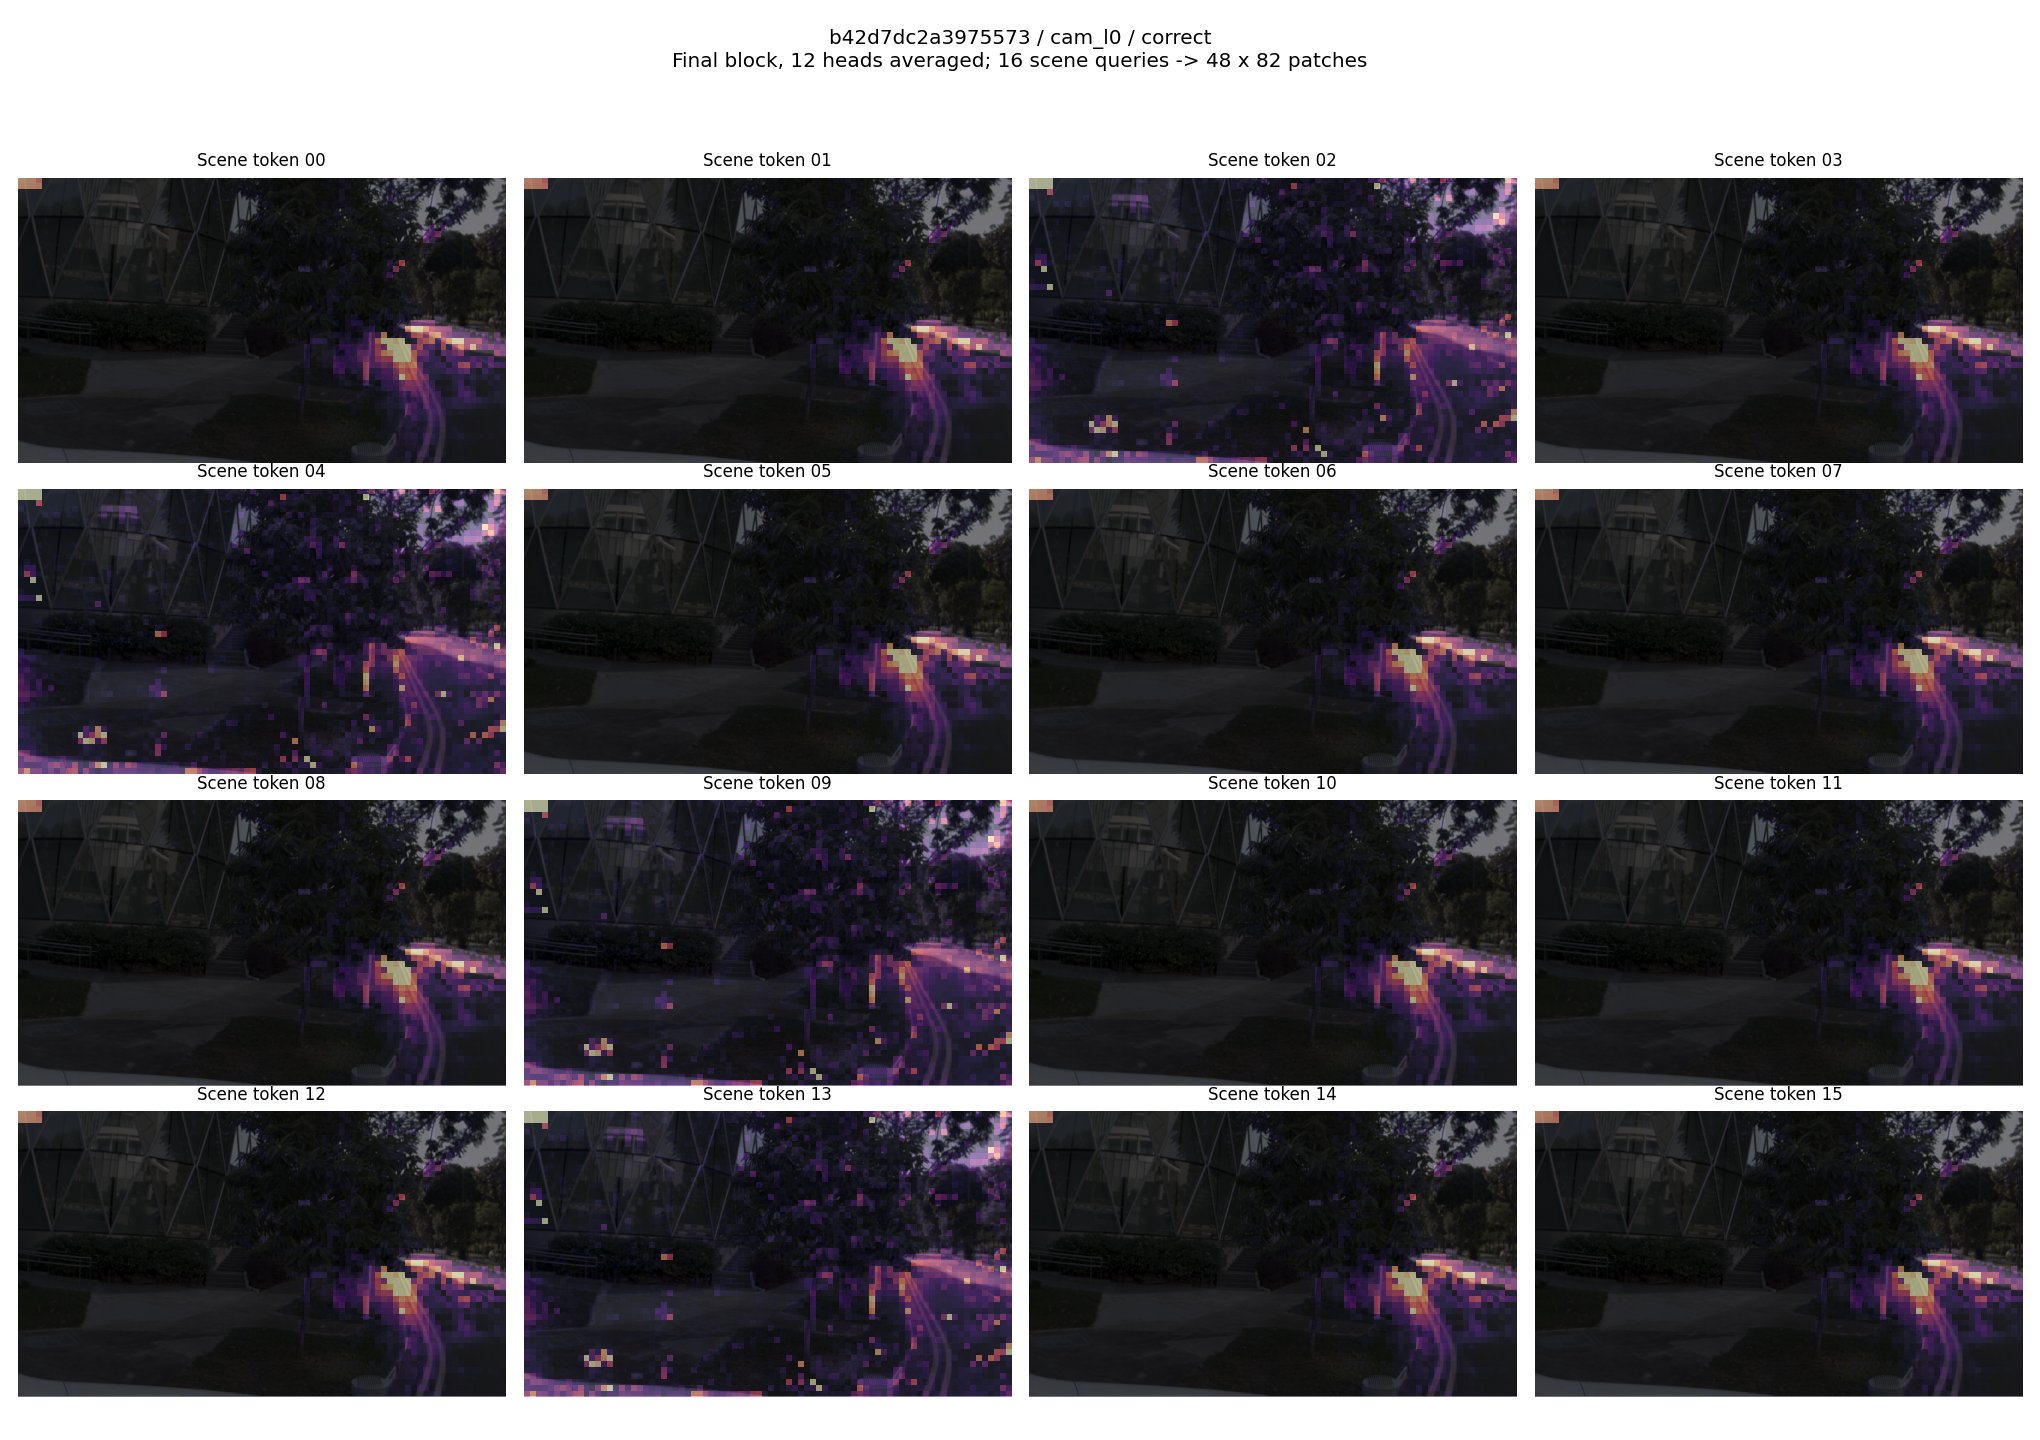 b42d7dc2a3975573 / cam_l0 / correct
Final block, 12 heads averaged; 16 scene queries -> 48 x 82 patches
Scene token 00
Scene token 01
Scene token 02
Scene token 03
Scene token 04
Scene token 05
Scene token 06
Scene token 07
Scene token 08
Scene token 09
Scene token 10
Scene token 11
Scene token 12
Scene token 13
Scene token 14
Scene token 15